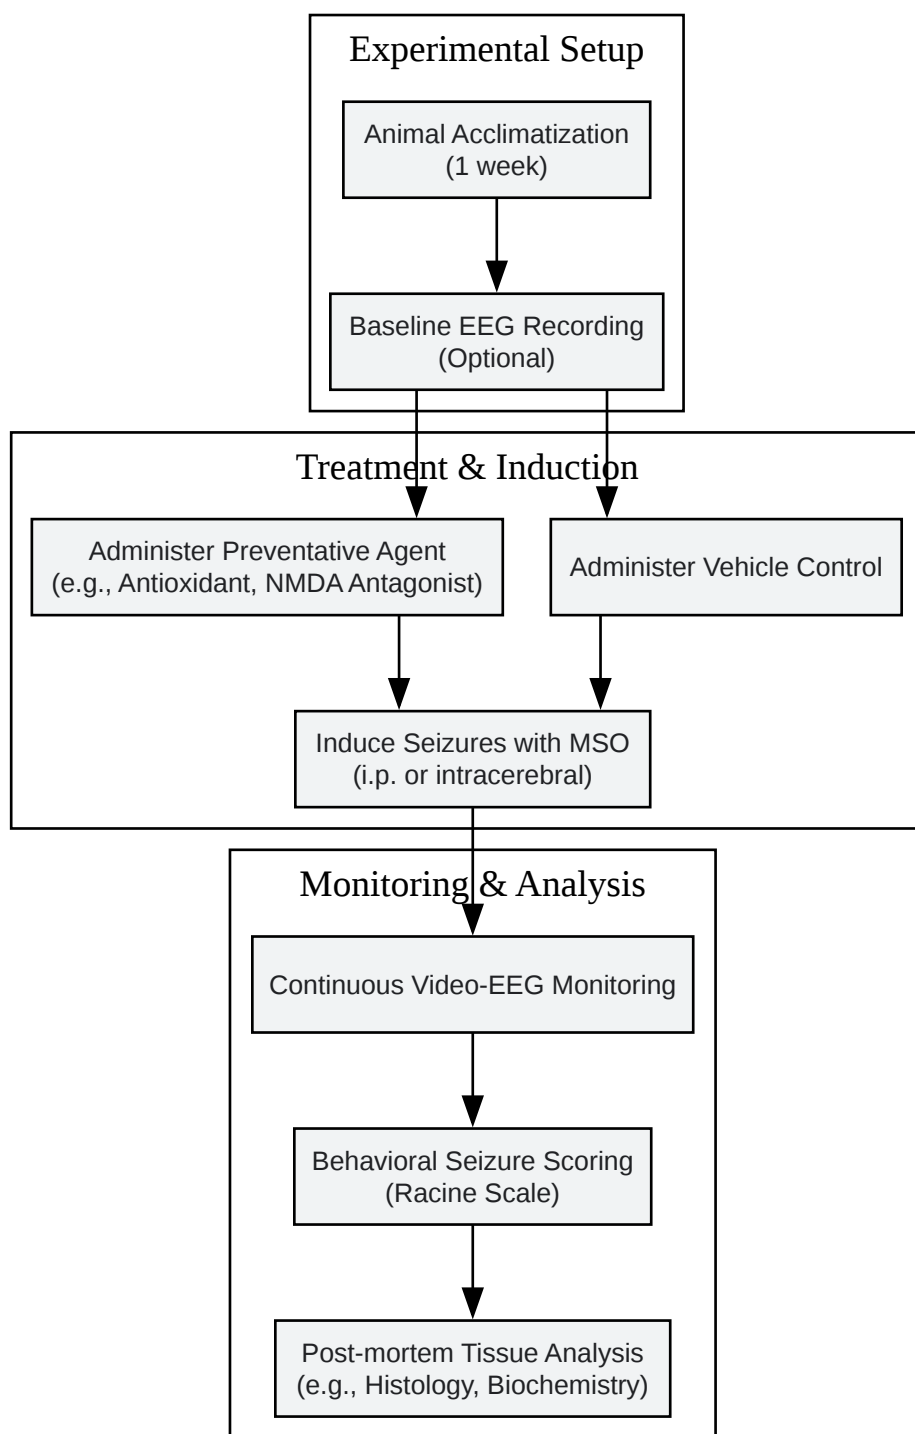 Experimental Setup
Animal Acclimatization
(1 week)
Baseline EEG Recording
(Optional)
Treatment & Induction
Administer Preventative Agent
(e.g., Antioxidant, NMDA Antagonist)
Administer Vehicle Control
Induce Seizures with MSO
(i.p. or intracerebral)
Monitoring & Analysis
Continuous Video-EEG Monitoring
Behavioral Seizure Scoring
(Racine Scale)
Post-mortem Tissue Analysis
(e.g., Histology, Biochemistry)